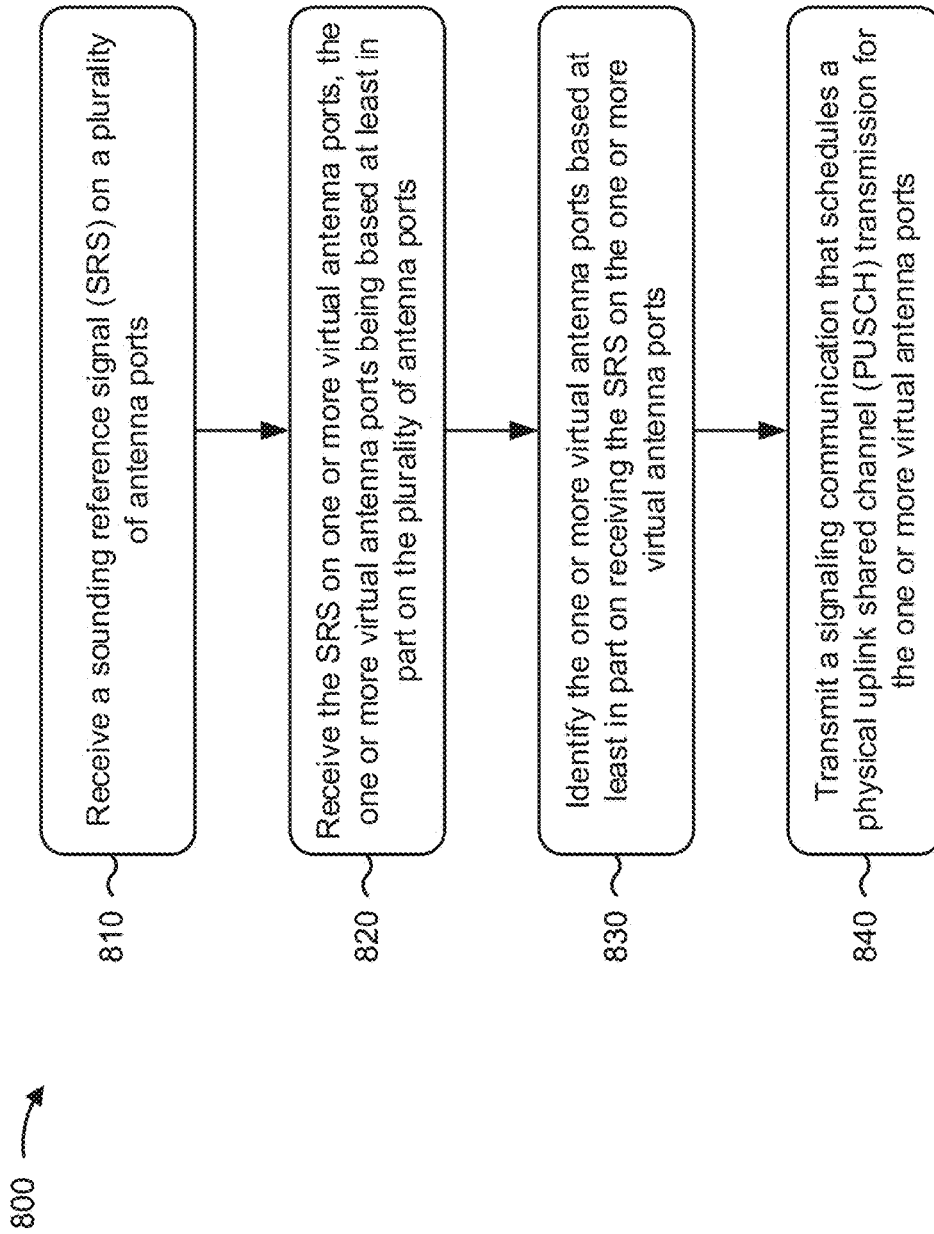 800
810
Receive a sounding reference signal (SRS) on a plurality
of antenna ports
820
Receive the SRS on one or more virtual antenna ports, the
one or more virtual antenna ports being based at least in
part on the plurality of antenna ports
830
Identify the one or more virtual antenna ports based at
least in part on receiving the SRS on the one or more
virtual antenna ports
840
Transmit a signaling communication that schedules a
physical uplink shared channel (PUSCH) transmission for
the one or more virtual antenna ports